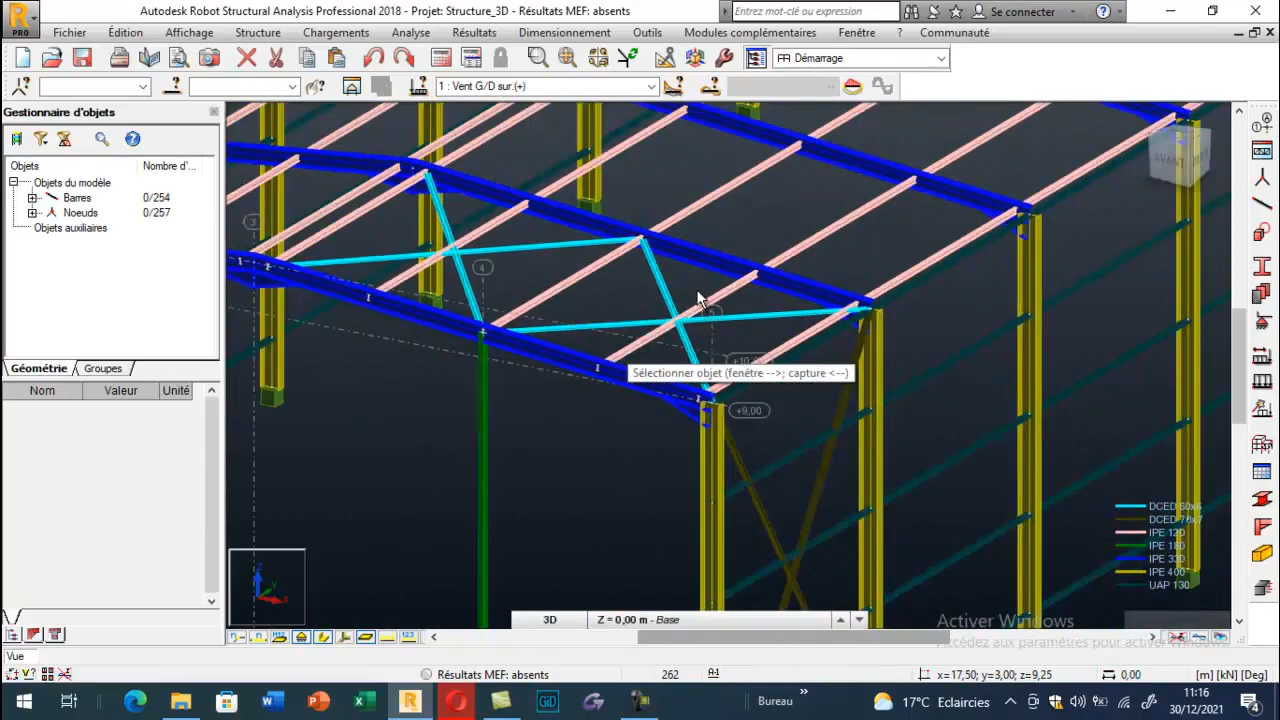 PRO
Autodesk Robot Structural Analysis Professional 2018 - Projet: Structure_3D - Résultats MEF: absents
Entrez mot-clé ou expression
Se connecter
Fichier Édition Affichage Structure Chargements Analyse Résultats Dimensionnement Outils Modules complémentaires Fenêtre ? Communauté
Démarrage
1 : Vent G/D sur.(+)
Gestionnaire d'objets
Objets Nombre d'...
Objets du modèle
Barres 0/254
Noeuds 0/257
Objets auxiliaires
Géométrie Groupes
Nom Valeur Unité
3
4
AVANT
Sélectionner objet (fenêtre -->; capture <--)
+9,00
DCED 60x6
DCED 70x7
IPE 120
IPE 180
IPE 330
IPE 400
UAP 130
3D Z = 0,00 m - Base
Activer Windows
Accédez aux paramètres pour activer Windows.
Vue
Résultats MEF: absents 262 x=17,50; y=3,00; z=9,25 0,00 [m] [kN] [Deg]
Bureau
17°C Eclaircies
11:16
30/12/2021
4